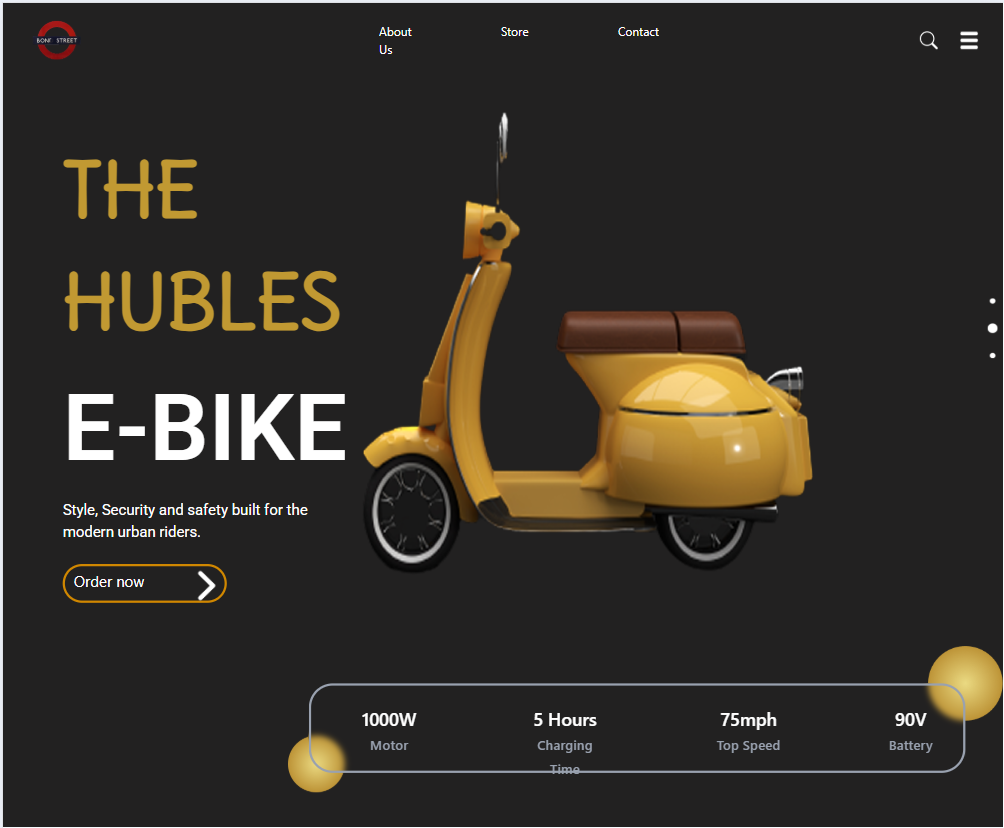 BOND STREET
About
Us
Store
Contact
THE
HUBLES
E-BIKE
Style, Security and safety built for the
modern urban riders.
Order now
1000W
Motor
5 Hours
Charging
Time
75mph
Top Speed
90V
Battery